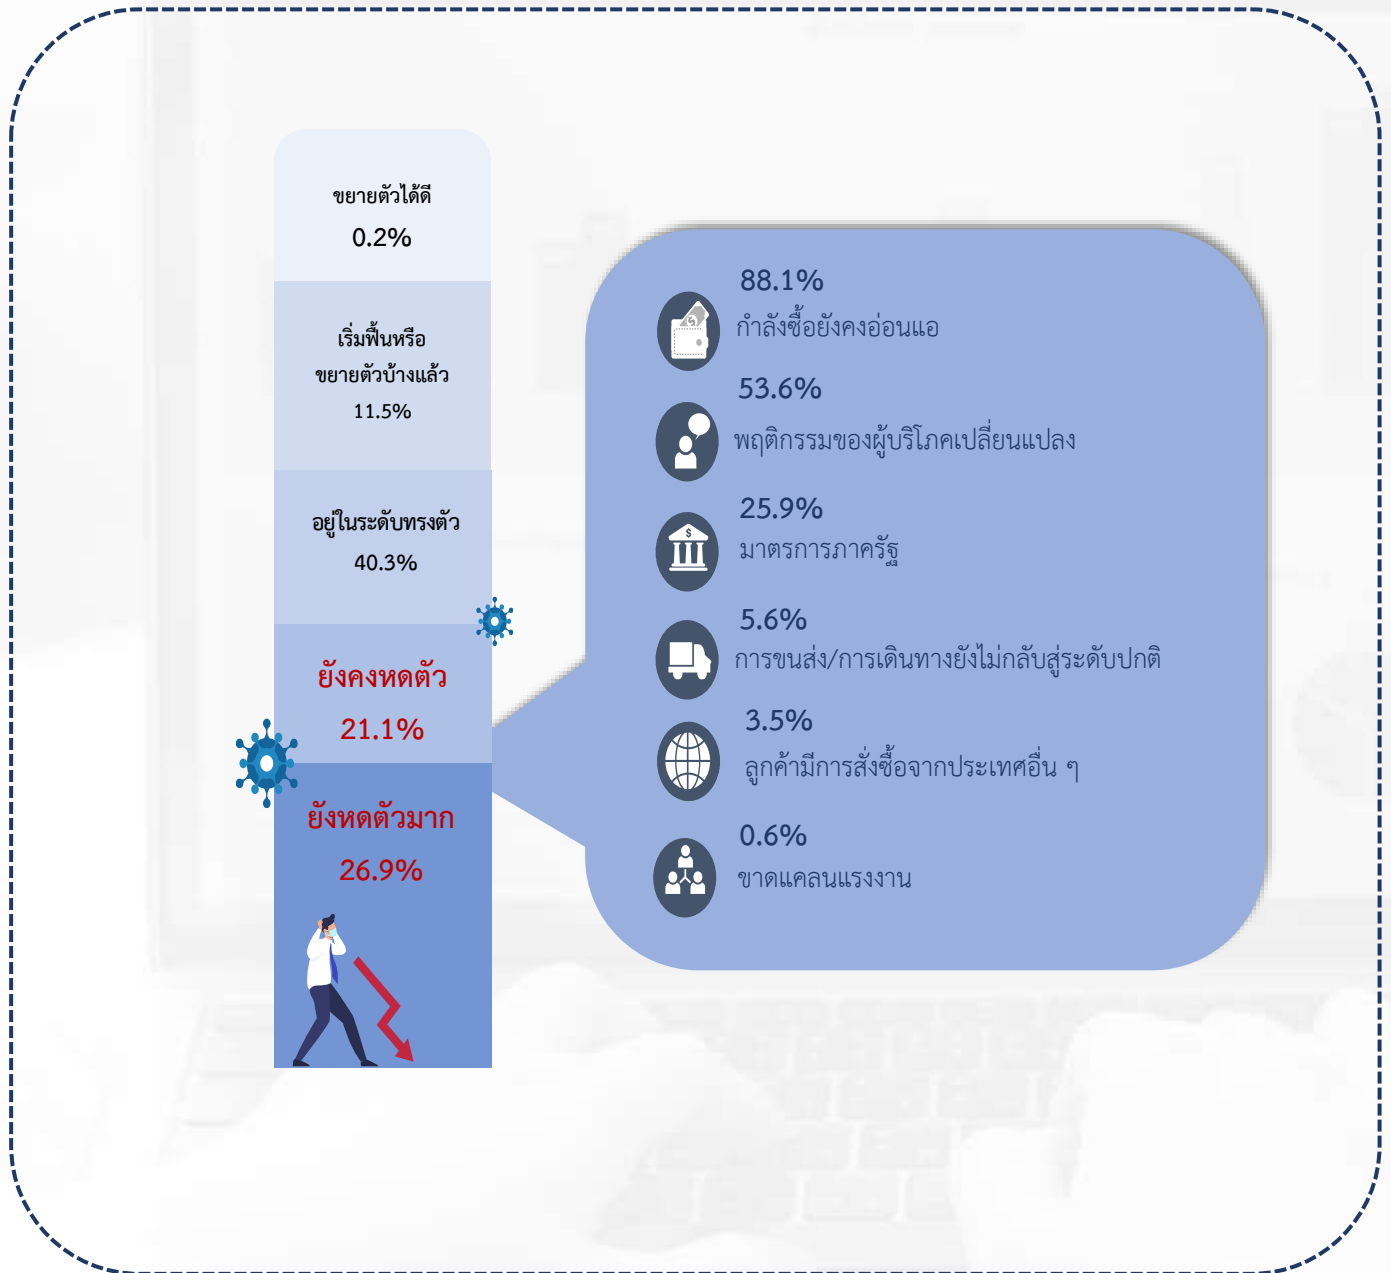 ขยายตัวได้ดี
0.2%
เริ่มฟื้นหรือ
ขยายตัวบ้างแล้ว
11.5%
อยู่ในระดับทรงตัว
40.3%
ยังคงหดตัว
21.1%
ยังหดตัวมาก
26.9%
88.1%
กำลังซื้อยังคงอ่อนแอ
53.6%
พฤติกรรมของผู้บริโภคเปลี่ยนแปลง
25.9%
มาตรการภาครัฐ
5.6%
การขนส่ง/การเดินทางยังไม่กลับสู่ระดับปกติ
3.5%
ลูกค้ามีการสั่งซื้อจากประเทศอื่น ๆ
0.6%
ขาดแคลนแรงงาน